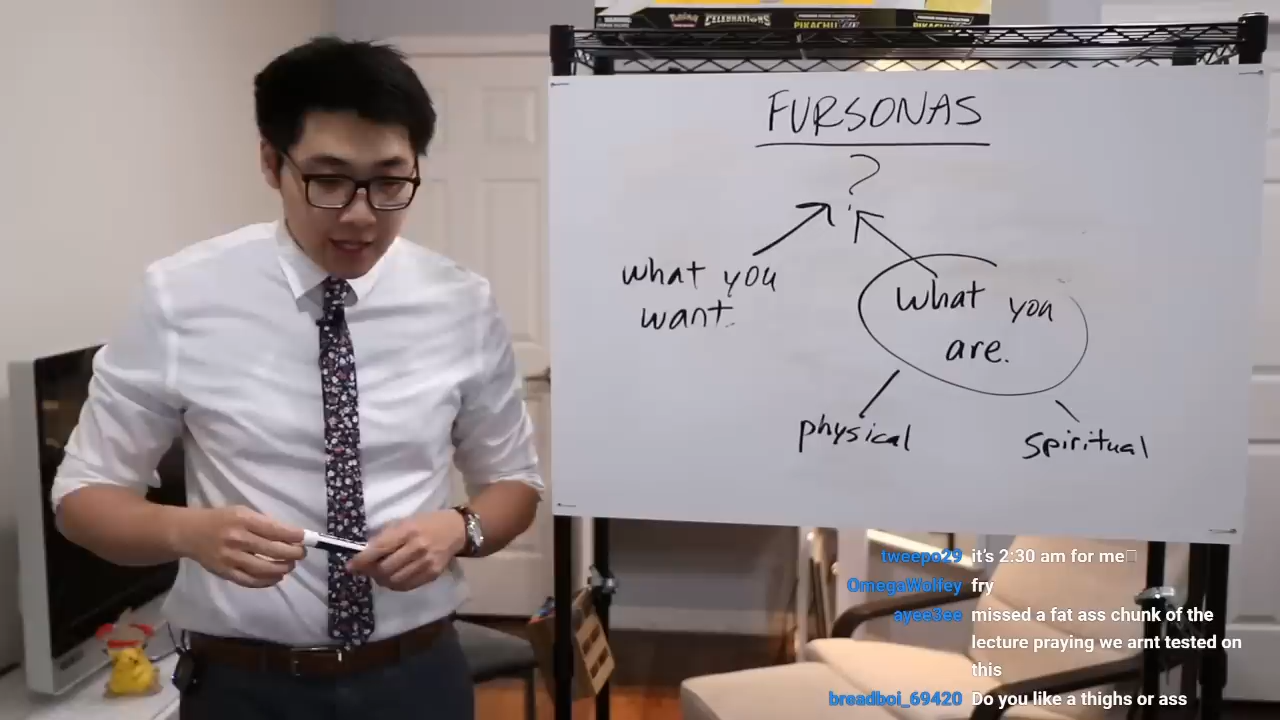 Pokémon CELEBRATIONS
PIKACHU
FURSONAS
?
what you
want.
what you
are.
physical
spiritual
tweepo29 it's 2:30 am for me
OmegaWolfey fry
ayee3ee missed a fat ass chunk of the
lecture praying we arnt tested on
this
breadboi_69420 Do you like a thighs or ass